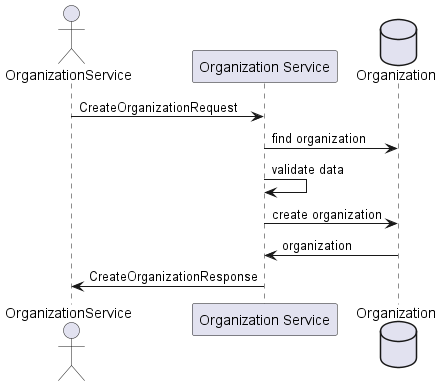 OrganizationService
Organization Service
Organization
CreateOrganizationRequest
find organization
validate data
create organization
organization
CreateOrganizationResponse
OrganizationService
Organization Service
Organization